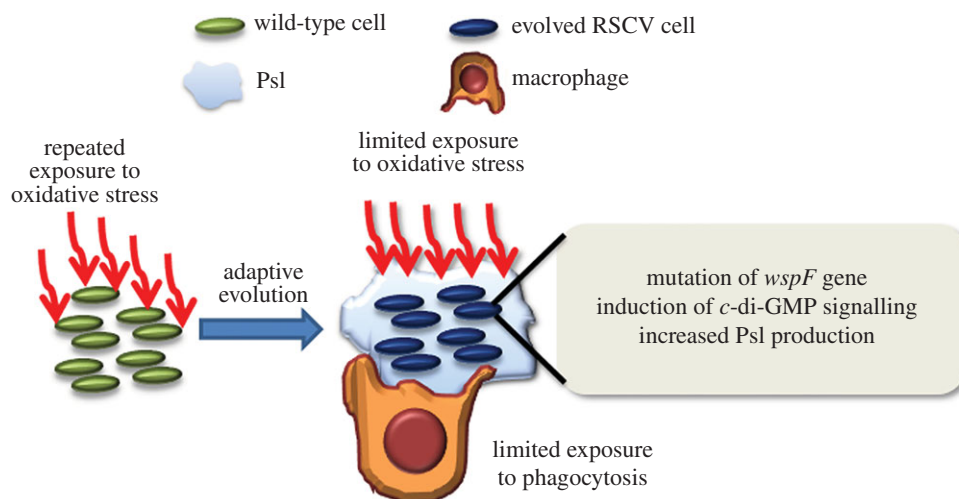 wild-type cell
evolved RSCV cell
Psl
macrophage
repeated
exposure to
oxidative stress
limited exposure
to oxidative stress
adaptive
evolution
mutation of wspF gene
induction of c-di-GMP signalling
increased Psl production
limited exposure
to phagocytosis